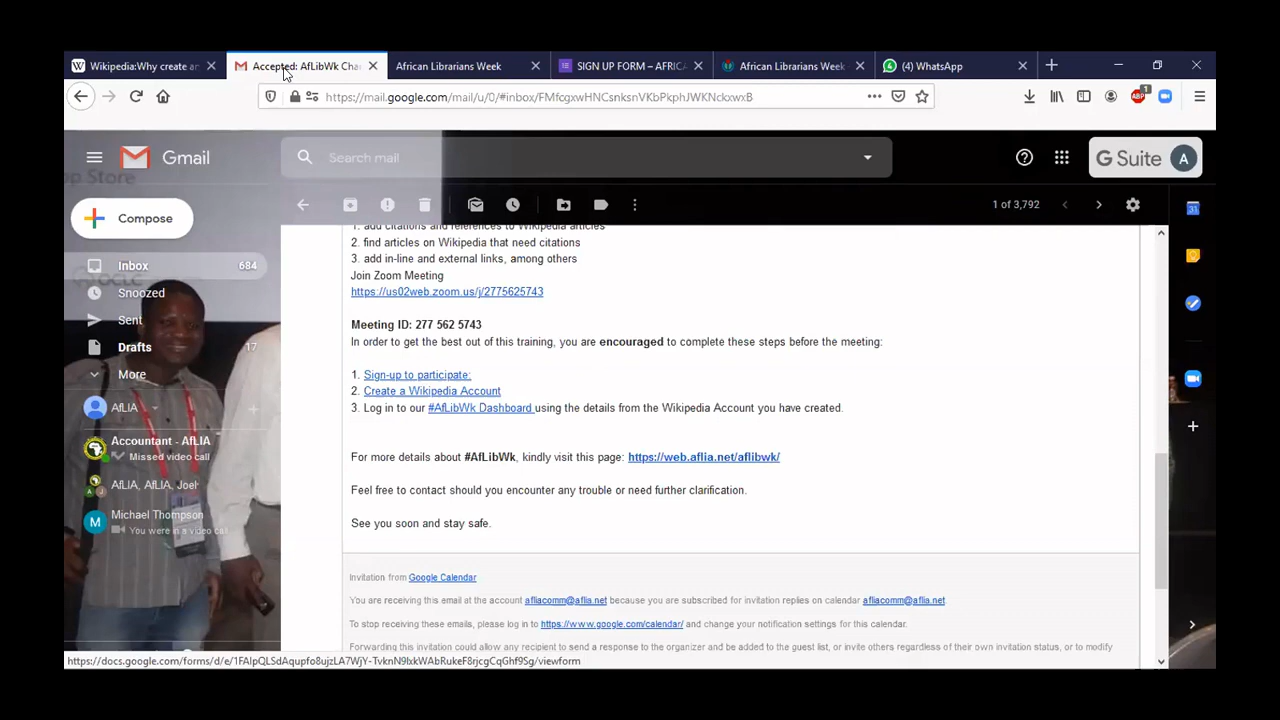 Wikipedia:Why create an
Accepted: AfLibWk Cha
African Librarians Week
SIGN UP FORM – AFRICA
African Librarians Week
(4) WhatsApp
https://mail.google.com/mail/u/0/#inbox/FMfcgxwHNCsnksnVKbPkphJWKNckxwxB
1
Gmail
Search mail
G Suite
A
Compose
1 of 3,792
Inbox 684
Snoozed
Sent
Drafts 17
More
AfLIA
Accountant - AfLIA
Missed video call
AfLIA, AfLIA, Joel
Michael Thompson
You were in a video call
M
1. add citations and references to Wikipedia articles
2. find articles on Wikipedia that need citations
3. add in-line and external links, among others
Join Zoom Meeting
https://us02web.zoom.us/j/2775625743
Meeting ID: 277 562 5743
In order to get the best out of this training, you are encouraged to complete these steps before the meeting:
1. Sign-up to participate:
2. Create a Wikipedia Account
3. Log in to our #AfLibWk Dashboard using the details from the Wikipedia Account you have created.
For more details about #AfLibWk, kindly visit this page: https://web.aflia.net/aflibwk/
Feel free to contact should you encounter any trouble or need further clarification.
See you soon and stay safe.
Invitation from Google Calendar
You are receiving this email at the account afliacomm@aflia.net because you are subscribed for invitation replies on calendar afliacomm@aflia.net.
To stop receiving these emails, please log in to https://www.google.com/calendar/ and change your notification settings for this calendar.
Forwarding this invitation could allow any recipient to send a response to the organizer and be added to the guest list, or invite others regardless of their own invitation status, or to modify